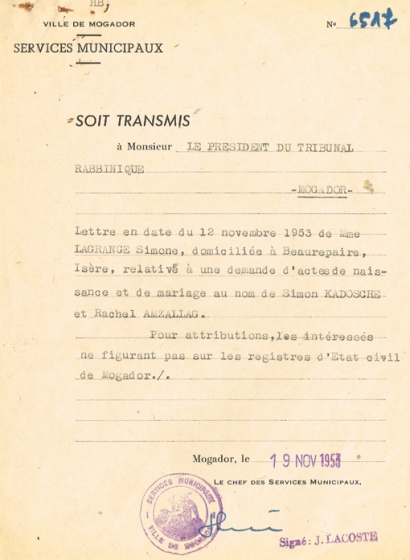 HB,
VILLE DE MOGADOR
N° 6517
SERVICES MUNICIPAUX
SOIT TRANSMIS
à Monsieur LE PRESIDENT DU TRIBUNAL
RABBINIQUE
-MOGADOR-
Lettre en date du 12 novembre 1953 de Mme
LAGRANGE Simone, domiciliée à Beaurepaire,
Isère, relative à une demande d'actes de nais-
sance et de mariage au nom de Simon KADOSCHE
et Rachel AMZALLAG.
Pour attributions, les intéressés
ne figurant pas sur les registres d'Etat civil
de Mogador./.
Mogador, le 19 NOV 1953
LE CHEF DES SERVICES MUNICIPAUX,
SERVICES MUNICIPAUX
VILLE DE MOGADOR
Signé: J. LACOSTE